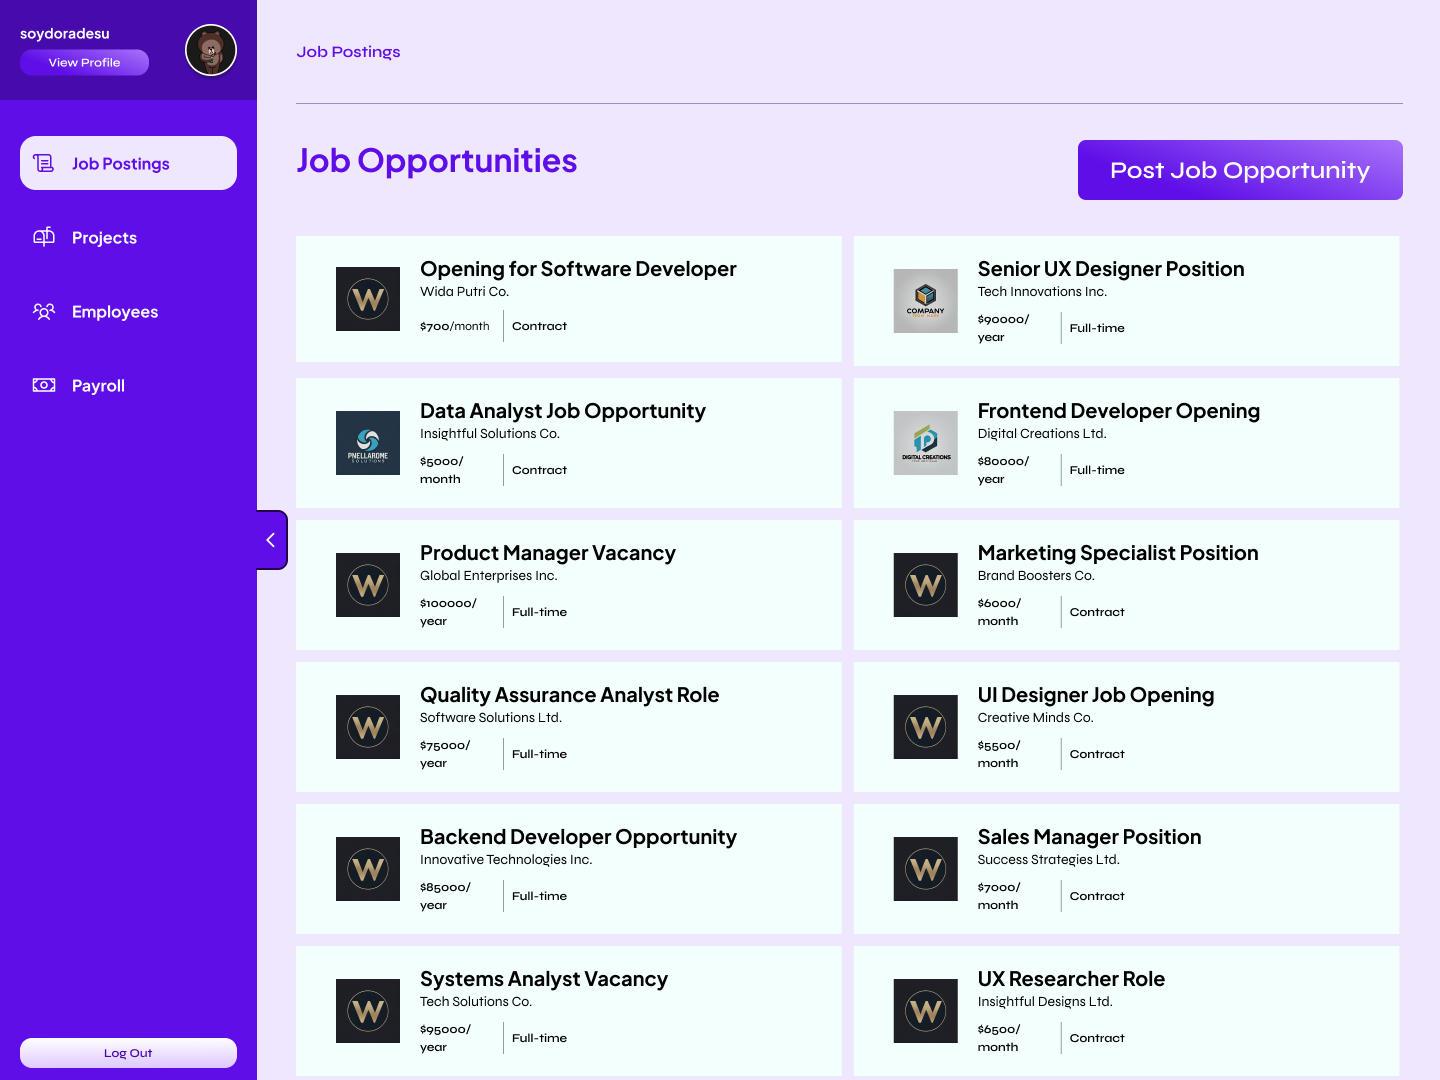 soydoradesu
View Profile
Job Postings
Projects
Employees
Payroll
Log Out
Job Postings
Job Opportunities
Post Job Opportunity
Opening for Software Developer
Wida Putri Co.
$700/month
Contract
COMPANY
Senior UX Designer Position
Tech Innovations Inc.
$90000/
year
Full-time
PNELLAROME
SOLUTIONS
Data Analyst Job Opportunity
Insightful Solutions Co.
$5000/
month
Contract
DIGITAL CREATIONS
Frontend Developer Opening
Digital Creations Ltd.
$80000/
year
Full-time
W
Product Manager Vacancy
Global Enterprises Inc.
$100000/
year
Full-time
W
Marketing Specialist Position
Brand Boosters Co.
$6000/
month
Contract
W
Quality Assurance Analyst Role
Software Solutions Ltd.
$75000/
year
Full-time
W
UI Designer Job Opening
Creative Minds Co.
$5500/
month
Contract
W
Backend Developer Opportunity
Innovative Technologies Inc.
$85000/
year
Full-time
W
Sales Manager Position
Success Strategies Ltd.
$7000/
month
Contract
W
Systems Analyst Vacancy
Tech Solutions Co.
$95000/
year
Full-time
W
UX Researcher Role
Insightful Designs Ltd.
$6500/
month
Contract